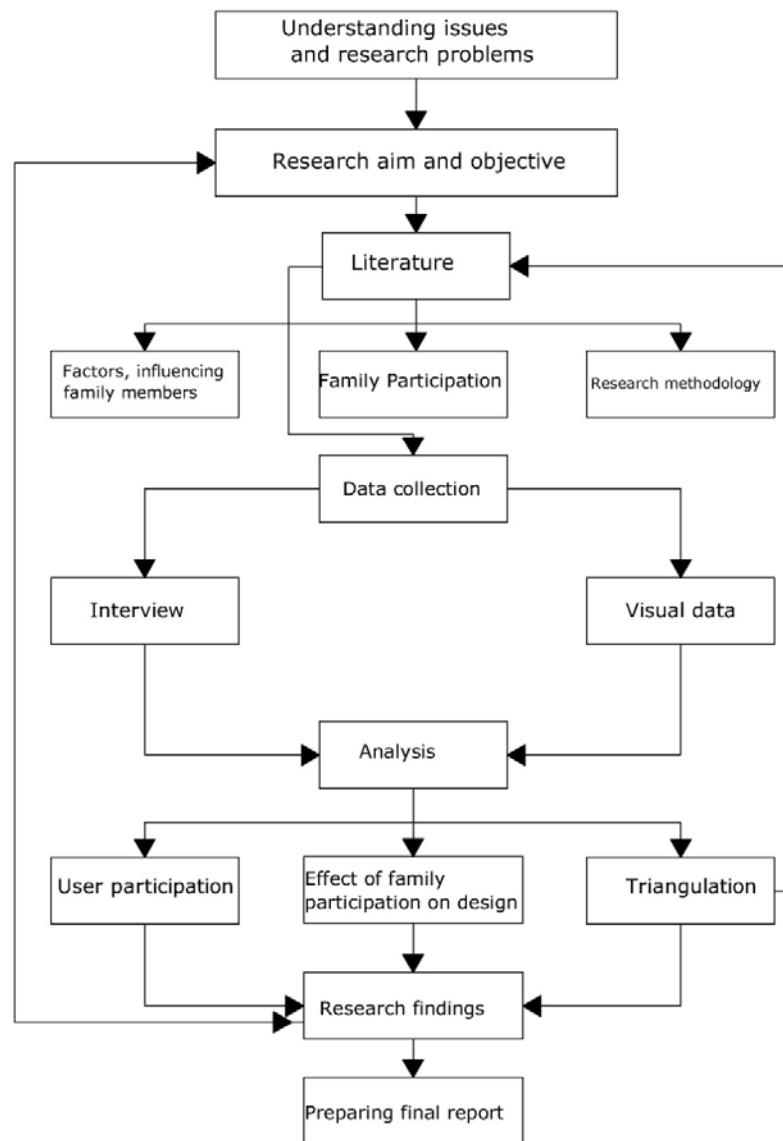 Understanding issues
and research problems
Research aim and objective
Literature
Factors, influencing
family members
Family Participation
Research methodology
Data collection
Interview
Visual data
Analysis
User participation
Effect of family
participation on design
Triangulation
Research findings
Preparing final report